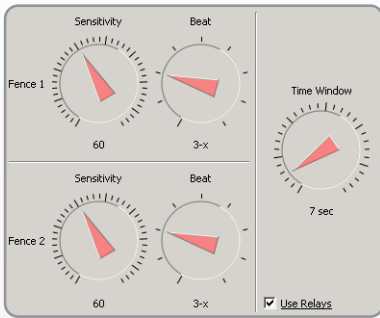 Sensitivity Beat
Fence 1
60 3-x
Time Window
7 sec
Sensitivity Beat
Fence 2
60 3-x
Use Relays